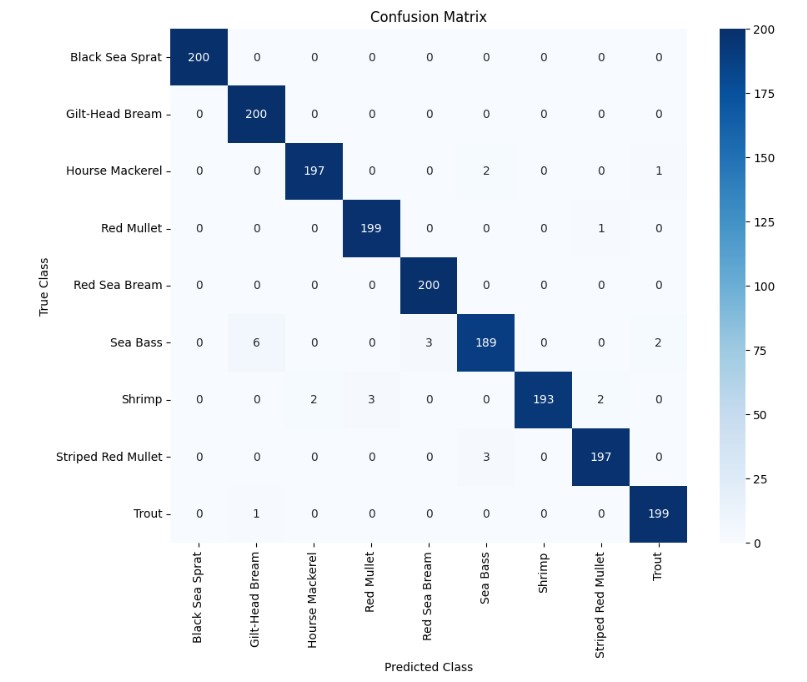 Confusion Matrix
Black Sea Sprat 200 0 0 0 0 0 0 0 0
Gilt-Head Bream 0 200 0 0 0 0 0 0 0
Hourse Mackerel 0 0 197 0 0 2 0 0 1
Red Mullet 0 0 0 199 0 0 0 1 0
Red Sea Bream 0 0 0 0 200 0 0 0 0
Sea Bass 0 6 0 0 3 189 0 0 2
Shrimp 0 0 2 3 0 0 193 2 0
Striped Red Mullet 0 0 0 0 0 3 0 197 0
Trout 0 1 0 0 0 0 0 0 199
True Class
Black Sea Sprat
Gilt-Head Bream
Hourse Mackerel
Red Mullet
Red Sea Bream
Sea Bass
Shrimp
Striped Red Mullet
Trout
Predicted Class
200
175
150
125
100
75
50
25
0